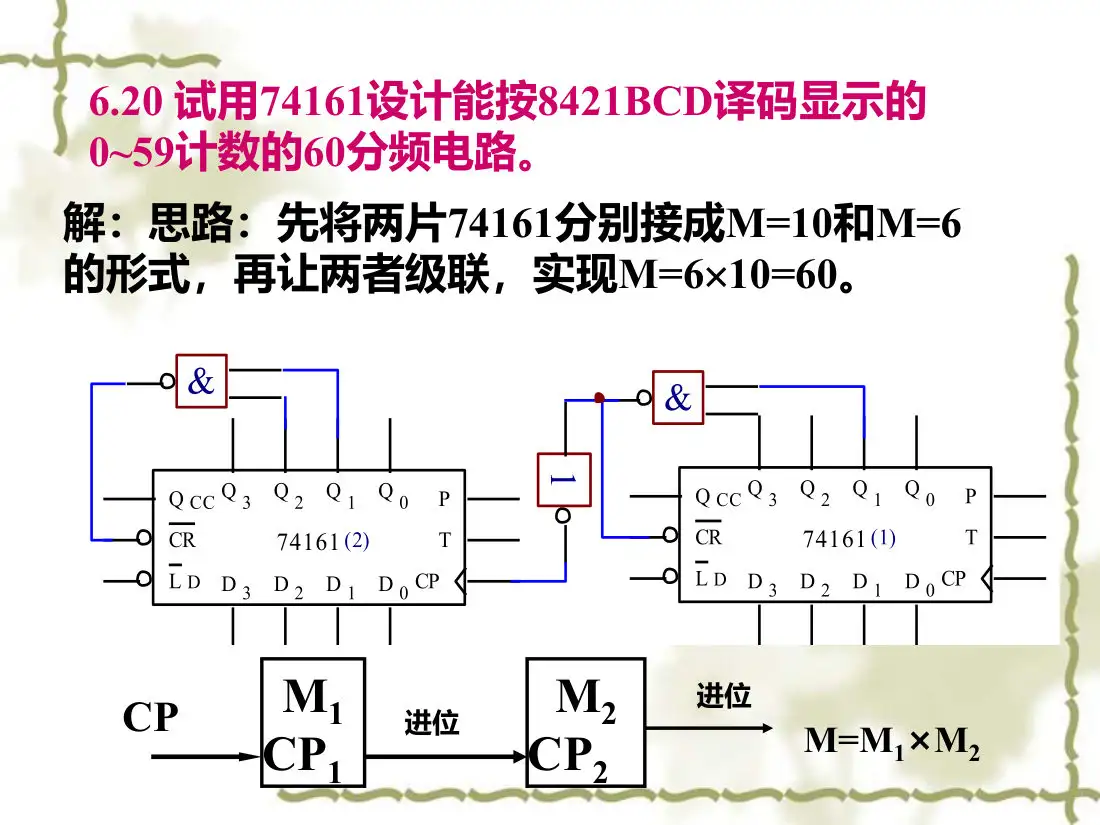 6.20 试用74161设计能按8421BCD译码显示的
0~59计数的60分频电路。
解：思路：先将两片74161分别接成M=10和M=6
的形式，再让两者级联，实现M=6×10=60。
&
&
1
Q CC Q 3 Q 2 Q 1 Q 0 P
CR 74161 (2) T
L D D 3 D 2 D 1 D 0 CP
Q CC Q 3 Q 2 Q 1 Q 0 P
CR 74161 (1) T
L D D 3 D 2 D 1 D 0 CP
CP
M1
CP1
进位
M2
CP2
进位
M=M1×M2